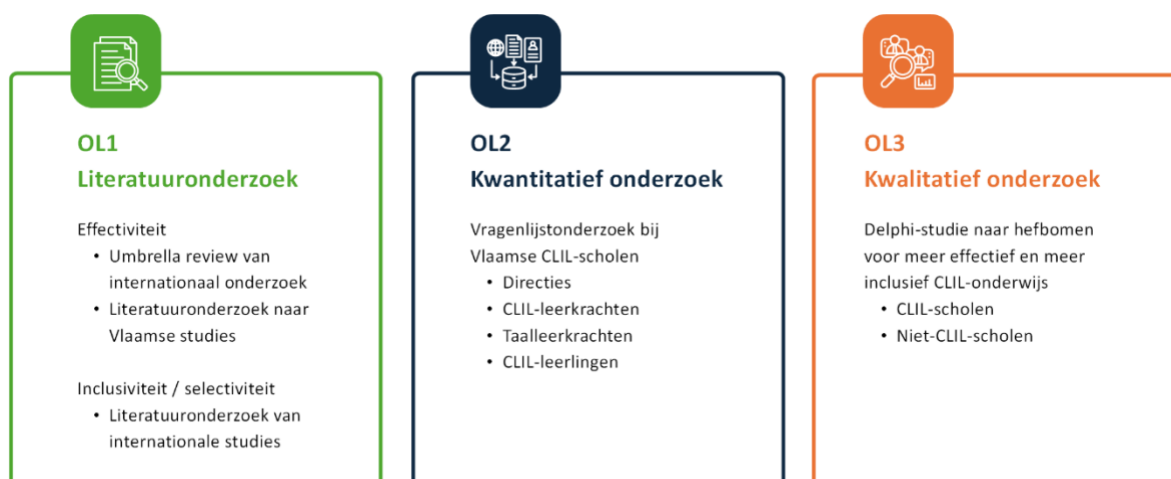 OL1
Literatuuronderzoek
Effectiviteit
• Umbrella review van
internationaal onderzoek
• Literatuuronderzoek naar
Vlaamse studies
Inclusiviteit / selectiviteit
• Literatuuronderzoek van
internationale studies
OL2
Kwantitatief onderzoek
Vragenlijstonderzoek bij
Vlaamse CLIL-scholen
• Directies
• CLIL-leerkrachten
• Taalleerkrachten
• CLIL-leerlingen
OL3
Kwalitatief onderzoek
Delphi-studie naar hefbomen
voor meer effectief en meer
inclusief CLIL-onderwijs
• CLIL-scholen
• Niet-CLIL-scholen